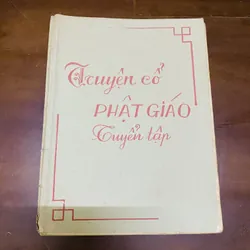 Truyện cổ
PHẬT GIÁO
Tuyển tập